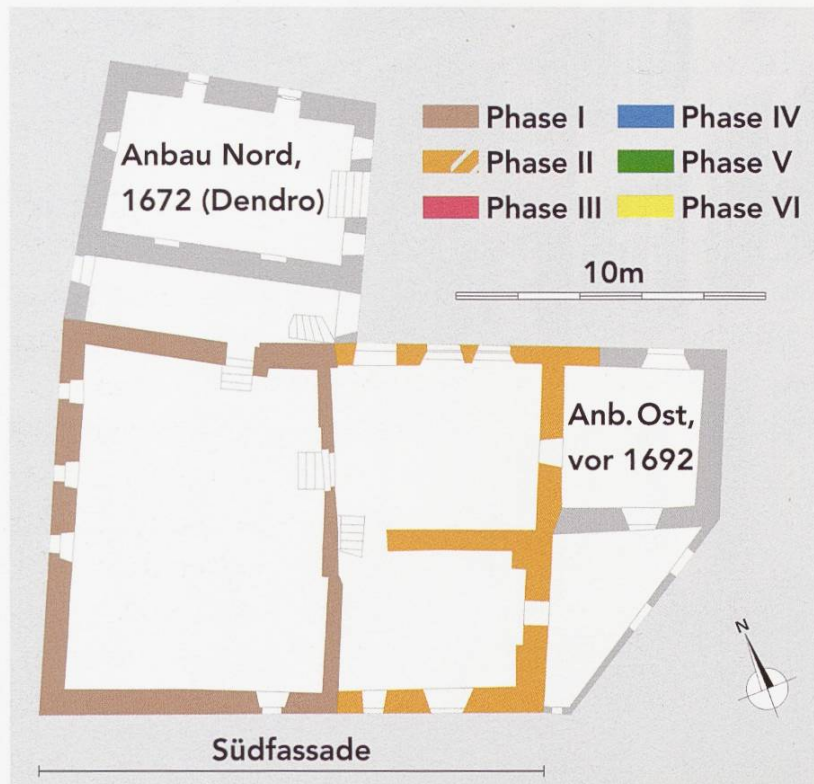 Anbau Nord,
1672 (Dendro)
Phase I
Phase II
Phase III
Phase IV
Phase V
Phase VI
10m
Anb. Ost,
vor 1692
N
Südfassade